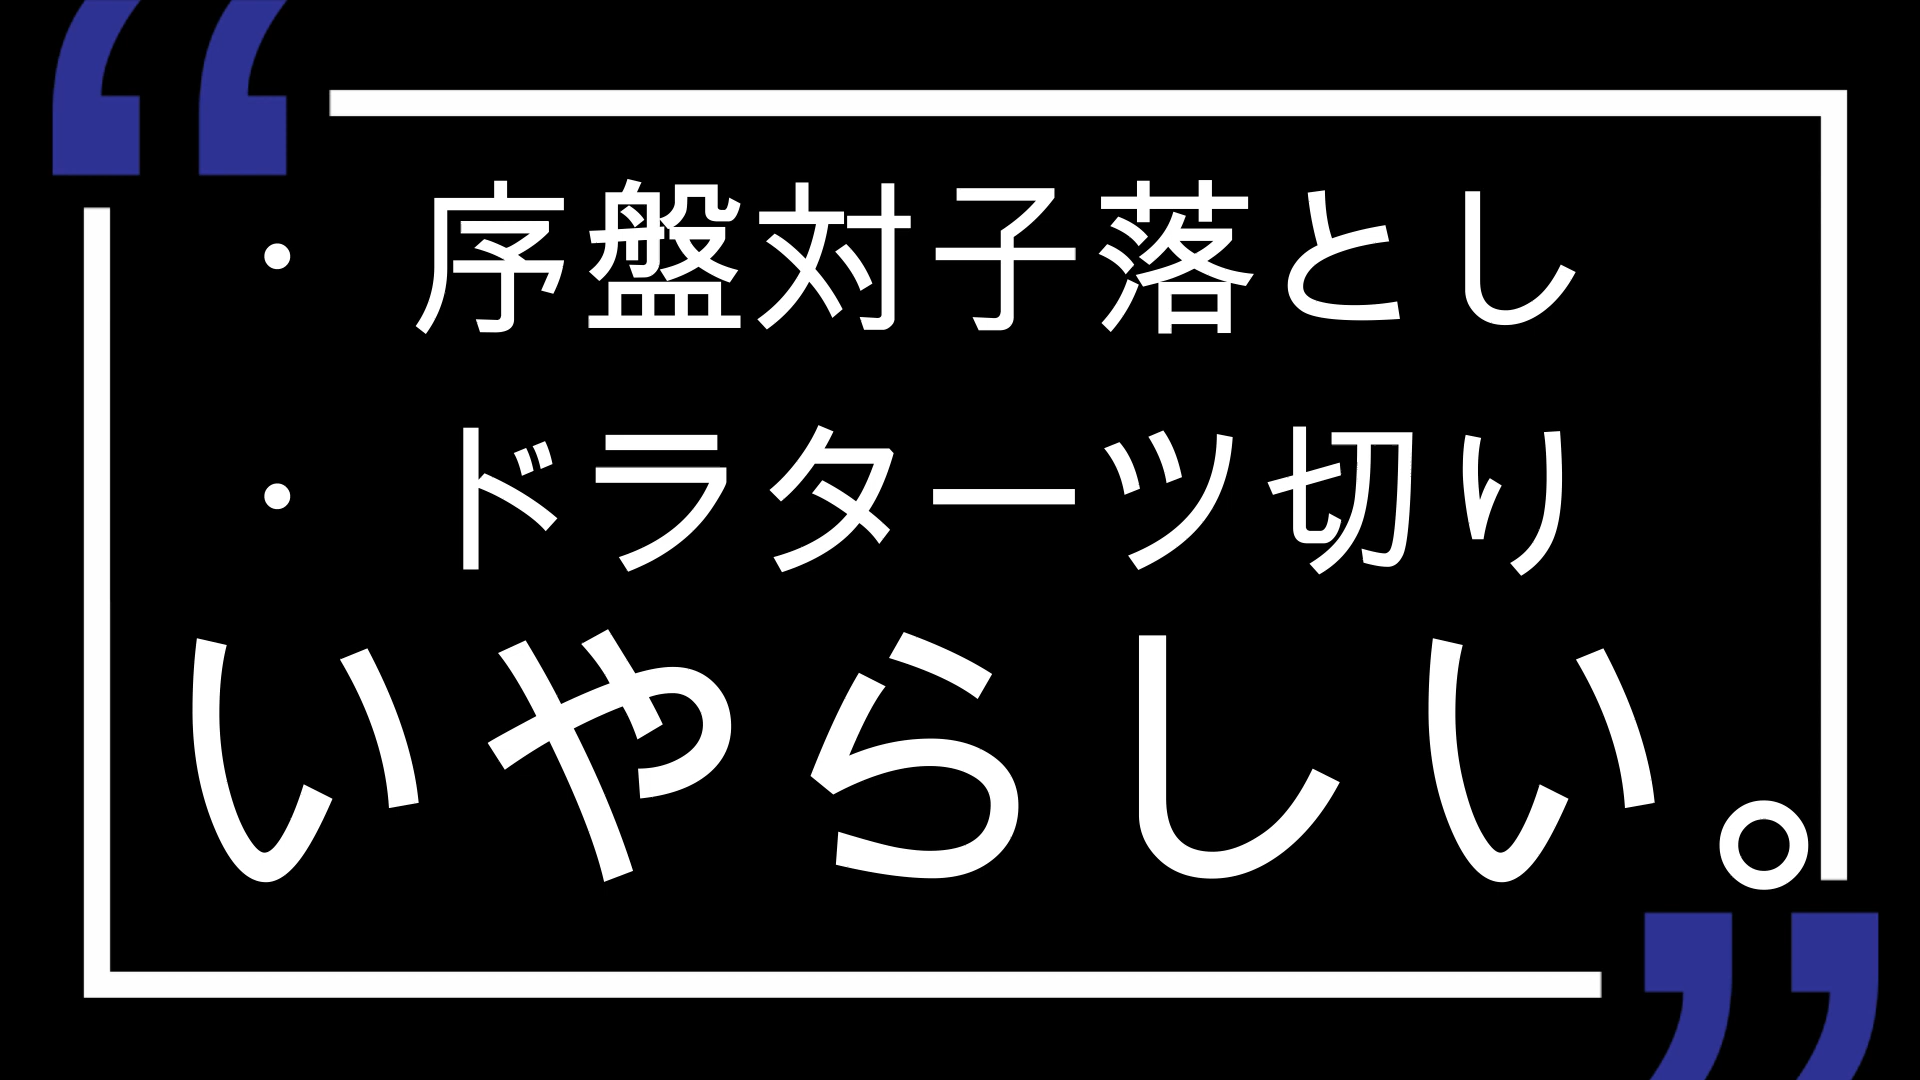 ・ 序盤対子落とし
・ ドラターツ切り
いやらしい。